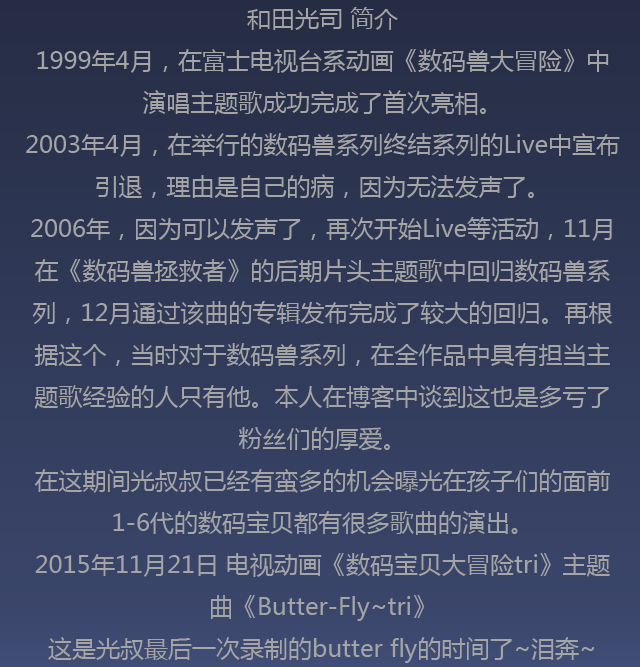 和田光司 简介
1999年4月，在富士电视台系动画《数码兽大冒险》中
演唱主题歌成功完成了首次亮相。
2003年4月，在举行的数码兽系列终结系列的Live中宣布
引退，理由是自己的病，因为无法发声了。
2006年，因为可以发声了，再次开始Live等活动，11月
在《数码兽拯救者》的后期片头主题歌中回归数码兽系
列，12月通过该曲的专辑发布完成了较大的回归。再根
据这个，当时对于数码兽系列，在全作品中具有担当主
题歌经验的人只有他。本人在博客中谈到这也是多亏了
粉丝们的厚爱。
在这期间光叔叔已经有蛮多的机会曝光在孩子们的面前
1-6代的数码宝贝都有很多歌曲的演出。
2015年11月21日 电视动画《数码宝贝大冒险tri》主题
曲《Butter-Fly~tri》
这是光叔最后一次录制的butter fly的时间了~泪奔~